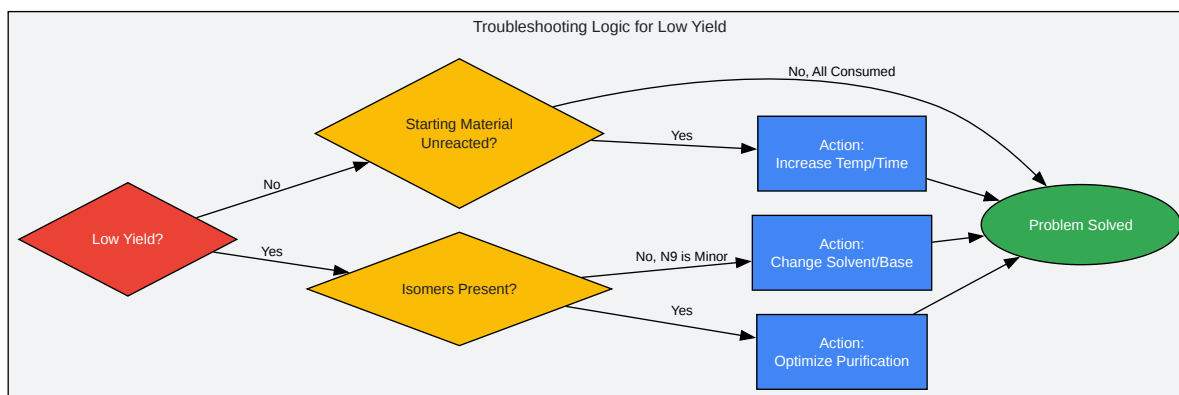 Troubleshooting Logic for Low Yield
No, All Consumed
Starting Material
Unreacted?
Yes
Action:
Increase Temp/Time
No
Low Yield?
Yes
Isomers Present?
No, N9 is Minor
Action:
Change Solvent/Base
Problem Solved
Yes
Action:
Optimize Purification